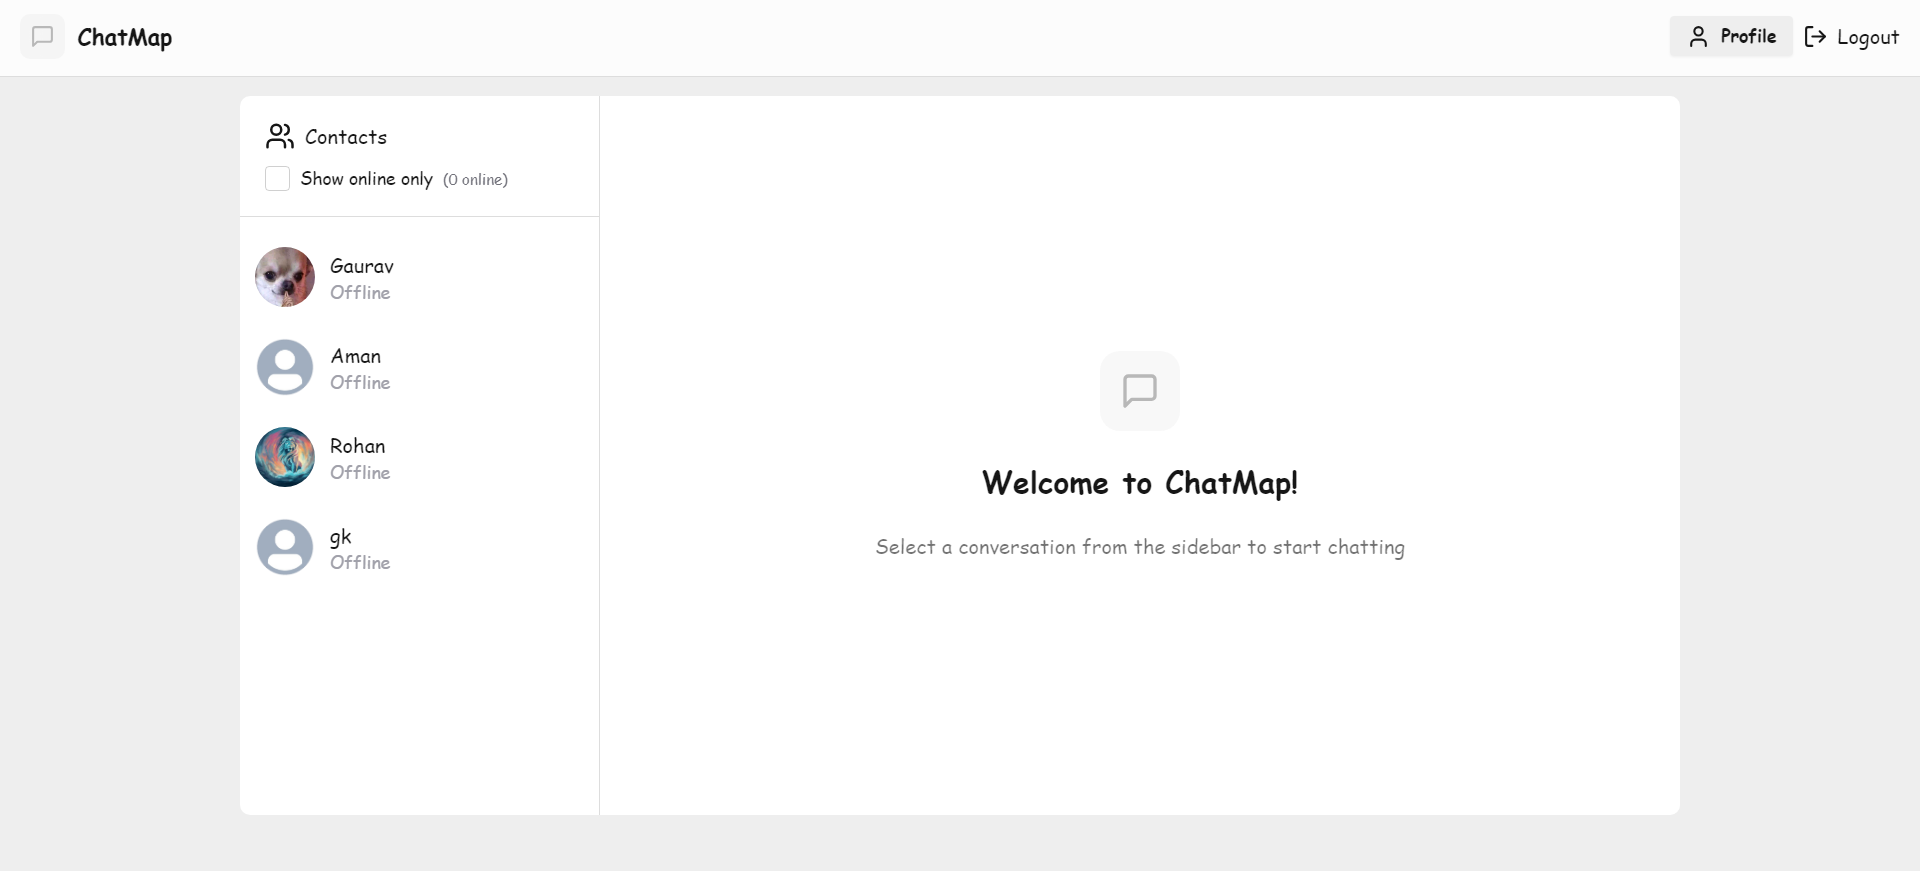 ChatMap
Profile
Logout
Contacts
Show online only (0 online)
Gaurav
Offline
Aman
Offline
Rohan
Offline
gk
Offline
Welcome to ChatMap!
Select a conversation from the sidebar to start chatting